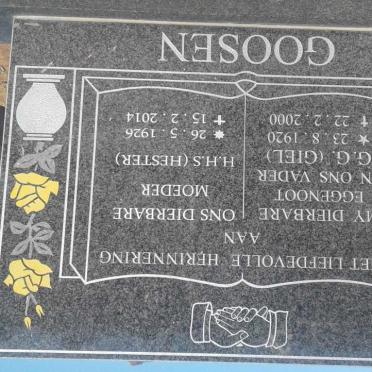 ET LIEFDEVOLLE HERINNERING
AAN
MY DIERBARE
EGGENOOT
N ONS VADER
G.G. (GIEL)
★ 23.8.1920
✝ 22.2.2000
ONS DIERBARE
MOEDER
H.H.S (HESTER)
★ 26.5.1926
✝ 15.2.2014
GOOSEN